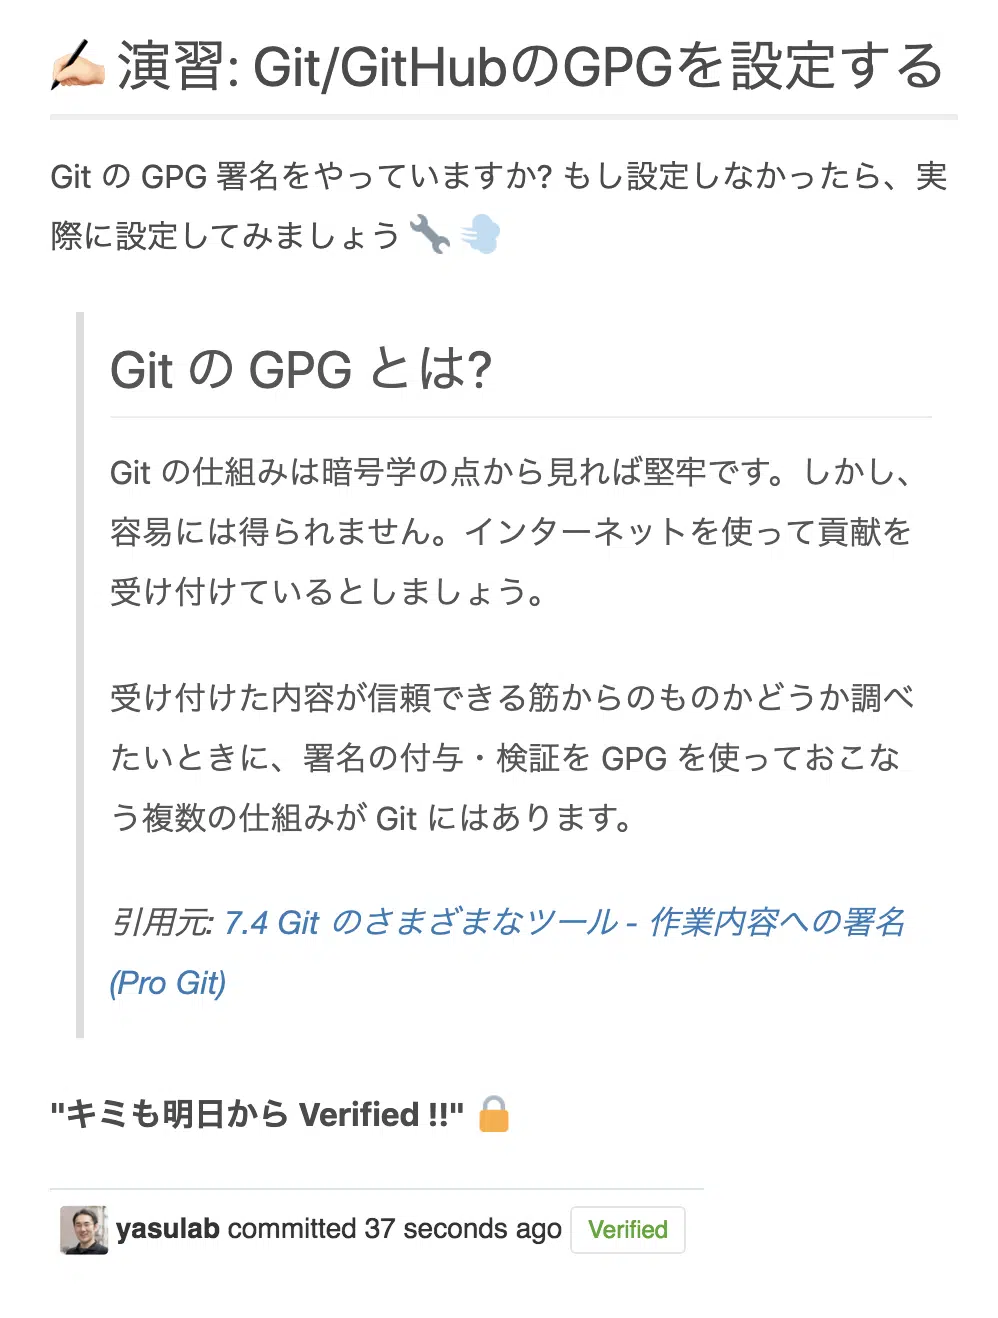 ✍🏻 演習: Git/GitHubのGPGを設定する
Git の GPG 署名をやっていますか? もし設定しなかったら、実
際に設定してみましょう 🔧 💨
Git の GPG とは?
Git の仕組みは暗号学の点から見れば堅牢です。しかし、
容易には得られません。インターネットを使って貢献を
受け付けているとしましょう。
受け付けた内容が信頼できる筋からのものかどうか調べ
たいときに、署名の付与・検証を GPG を使っておこな
う複数の仕組みが Git にはあります。
引用元: 7.4 Git のさまざまなツール - 作業内容への署名
(Pro Git)
"キミも明日から Verified !!" 🔒
yasulab committed 37 seconds ago Verified